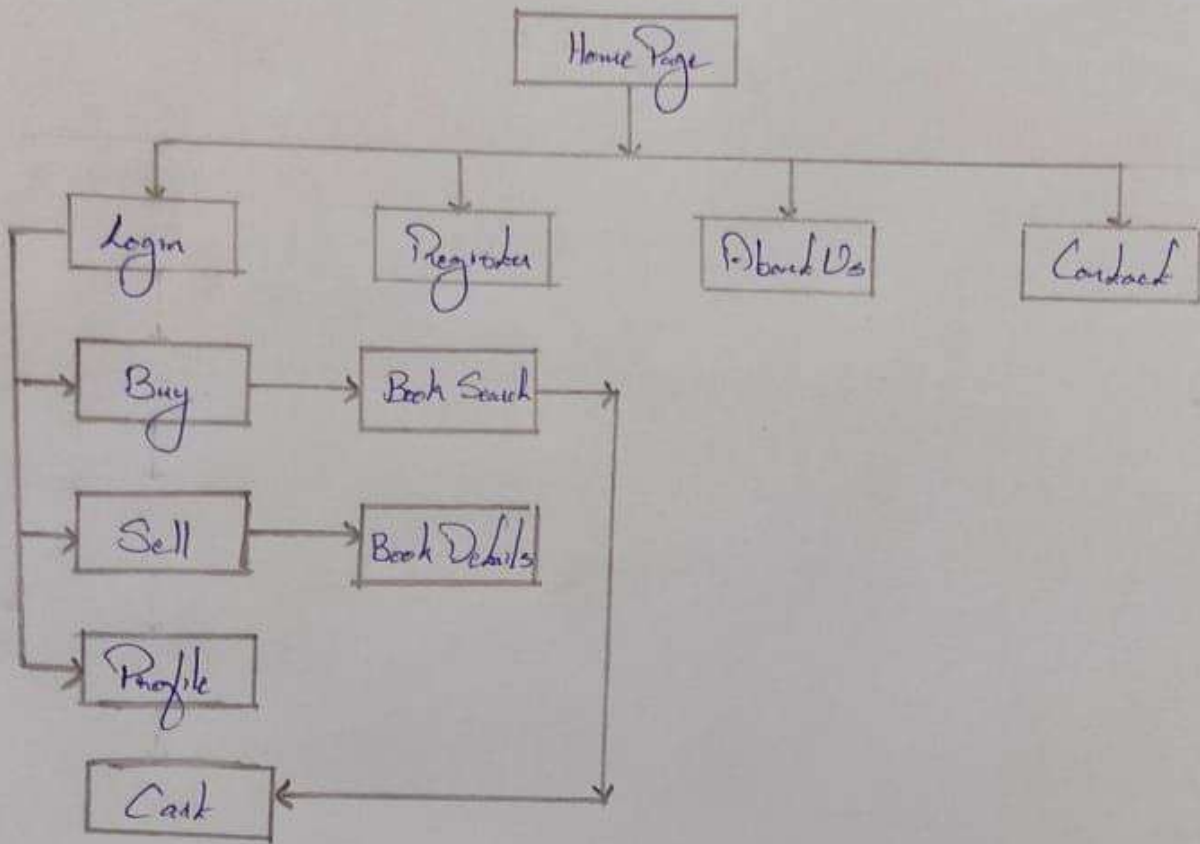 Home Page
Login
Register
About Us
Contact
Buy
Book Search
Sell
Book Details
Profile
Cart